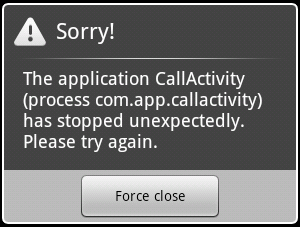 Sorry!
The application CallActivity
(process com.app.callactivity)
has stopped unexpectedly.
Please try again.
Force close